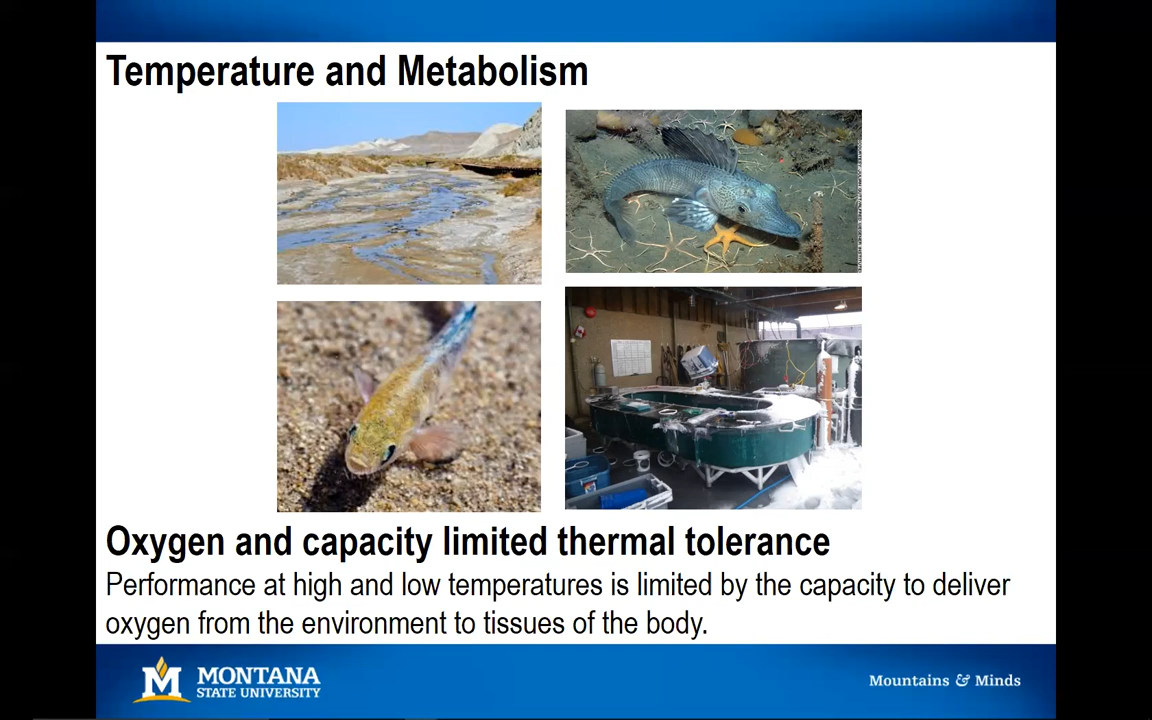 Temperature and Metabolism
Oxygen and capacity limited thermal tolerance
Performance at high and low temperatures is limited by the capacity to deliver
oxygen from the environment to tissues of the body.
M MONTANA
STATE UNIVERSITY
Mountains & Minds